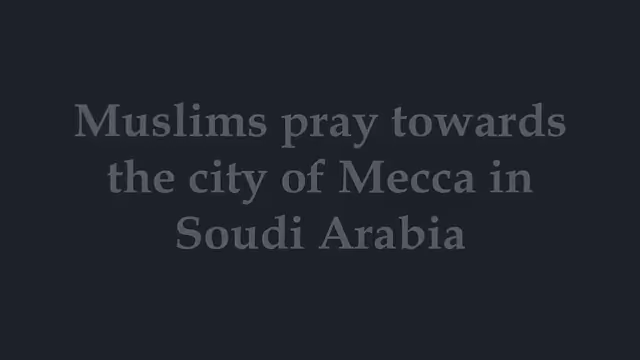 Muslims pray towards
the city of Mecca in
Soudi Arabia